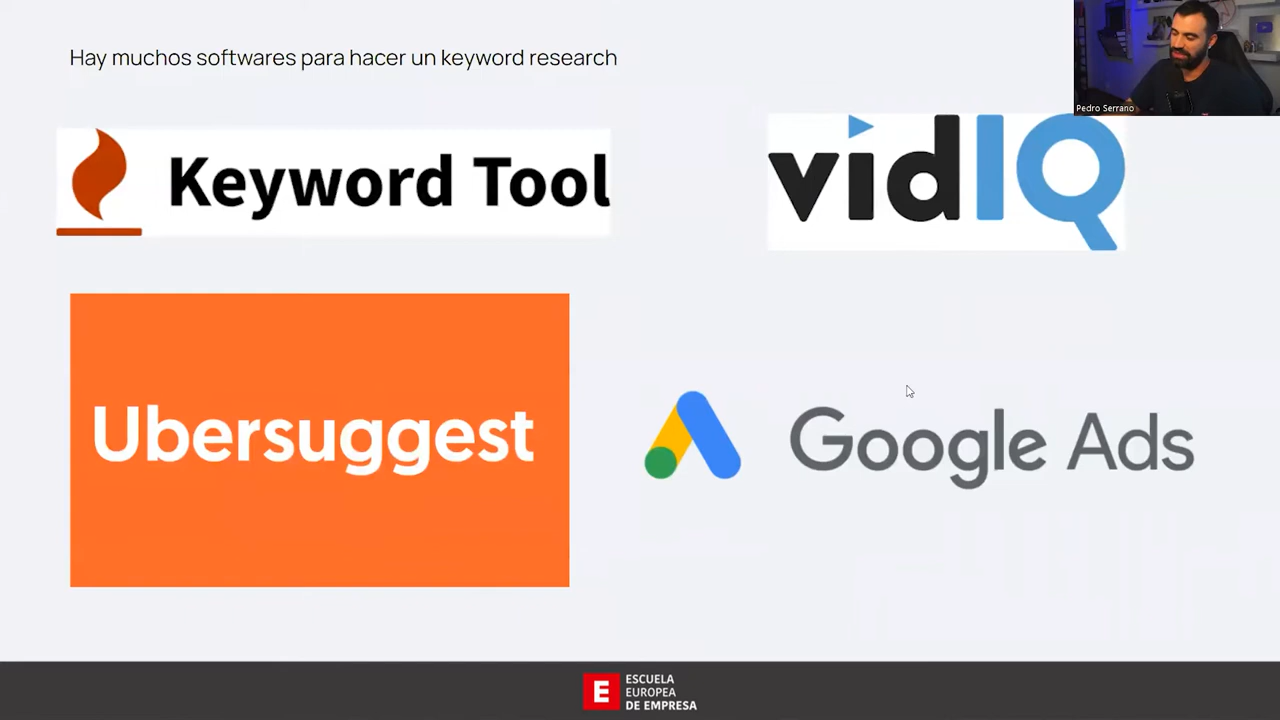 Hay muchos softwares para hacer un keyword research
Pedro Serrano
Keyword Tool
vidIQ
Ubersuggest
Google Ads
E
ESCUELA
EUROPEA
DE EMPRESA